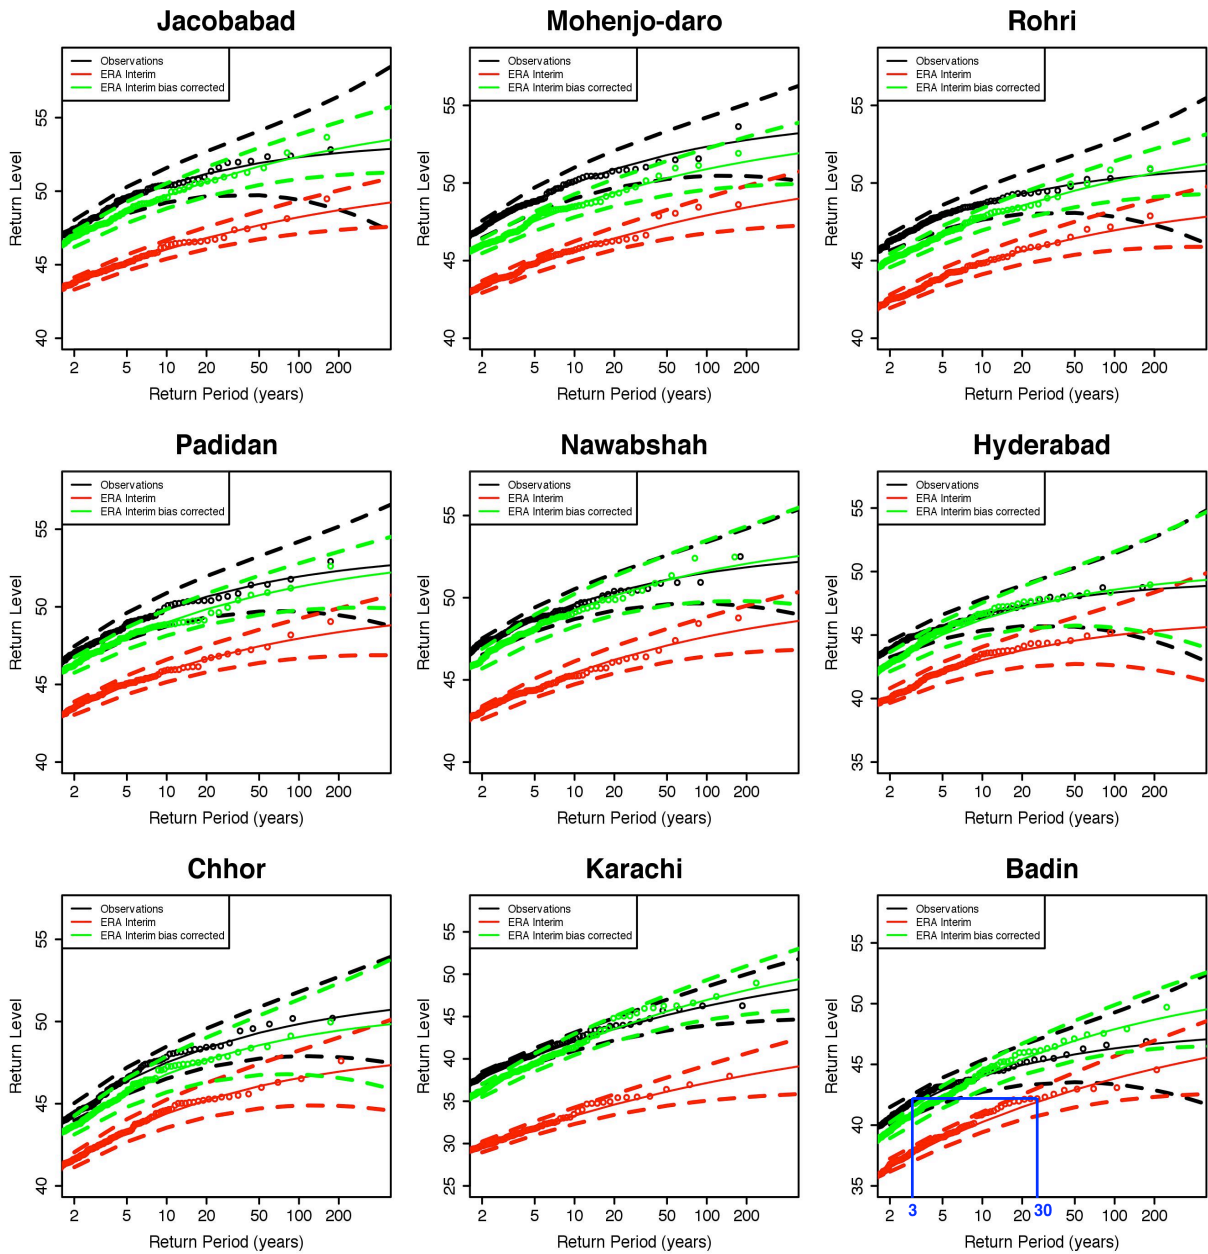 Jacobabad
Observations
ERA Interim
ERA Interim bias corrected
Return Level
55
50
45
40
2 5 10 20 50 100 200
Return Period (years)
Mohenjo-daro
Observations
ERA Interim
ERA Interim bias corrected
Return Level
55
50
45
40
2 5 10 20 50 100 200
Return Period (years)
Rohri
Observations
ERA Interim
ERA Interim bias corrected
Return Level
55
50
45
40
2 5 10 20 50 100 200
Return Period (years)
Padidan
Observations
ERA Interim
ERA Interim bias corrected
Return Level
55
50
45
40
2 5 10 20 50 100 200
Return Period (years)
Nawabshah
Observations
ERA Interim
ERA Interim bias corrected
Return Level
55
50
45
40
2 5 10 20 50 100 200
Return Period (years)
Hyderabad
Observations
ERA Interim
ERA Interim bias corrected
Return Level
55
50
45
40
35
2 5 10 20 50 100 200
Return Period (years)
Chhor
Observations
ERA Interim
ERA Interim bias corrected
Return Level
55
50
45
40
2 5 10 20 50 100 200
Return Period (years)
Karachi
Observations
ERA Interim
ERA Interim bias corrected
Return Level
55
50
45
40
35
30
25
2 5 10 20 50 100 200
Return Period (years)
Badin
Observations
ERA Interim
ERA Interim bias corrected
Return Level
55
50
45
40
35
2 3 5 10 20 30 50 100 200
Return Period (years)